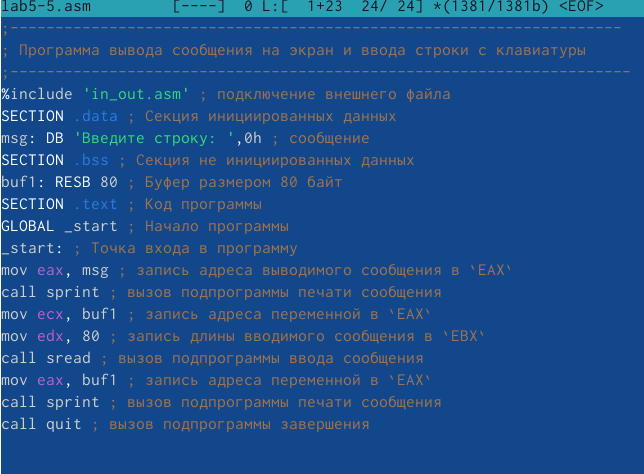 lab5-5.asm [----] 0 L:[ 1+23 24/ 24] *(1381/1381b) <EOF>
;--------------------------------------------------------------------
; Программа вывода сообщения на экран и ввода строки с клавиатуры
;---------------------------------------------------------------------
%include 'in_out.asm' ; подключение внешнего файла
SECTION .data ; Секция инициированных данных
msg: DB 'Введите строку: ',0h ; сообщение
SECTION .bss ; Секция не инициированных данных
buf1: RESB 80 ; Буфер размером 80 байт
SECTION .text ; Код программы
GLOBAL _start ; Начало программы
_start: ; Точка входа в программу
mov eax, msg ; запись адреса выводимого сообщения в `EAX`
call sprint ; вызов подпрограммы печати сообщения
mov ecx, buf1 ; запись адреса переменной в `EAX`
mov edx, 80 ; запись длины вводимого сообщения в `EBX`
call sread ; вызов подпрограммы ввода сообщения
mov eax, buf1 ; запись адреса переменной в `EAX`
call sprint ; вызов подпрограммы печати сообщения
call quit ; вызов подпрограммы завершения